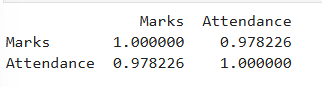 Marks Attendance
Marks 1.000000 0.978226
Attendance 0.978226 1.000000